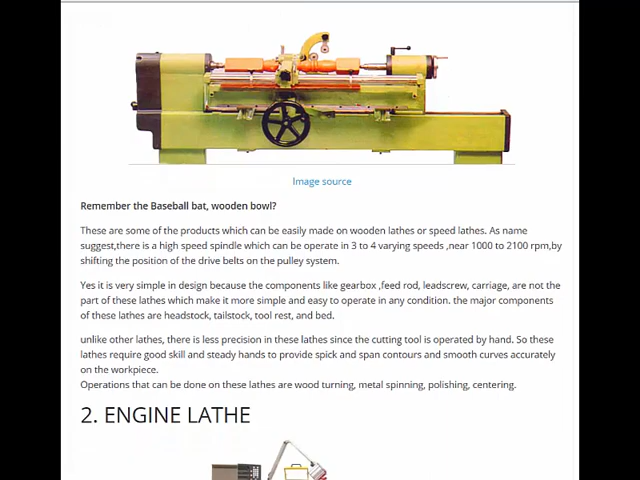 Image source
Remember the Baseball bat, wooden bowl?
These are some of the products which can be easily made on wooden lathes or speed lathes. As name
suggest,there is a high speed spindle which can be operate in 3 to 4 varying speeds ,near 1000 to 2100 rpm,by
shifting the position of the drive belts on the pulley system.
Yes it is very simple in design because the components like gearbox ,feed rod, leadscrew, carriage, are not the
part of these lathes which make it more simple and easy to operate in any condition. the major components
of these lathes are headstock, tailstock, tool rest, and bed.
unlike other lathes, there is less precision in these lathes since the cutting tool is operated by hand. So these
lathes require good skill and steady hands to provide spick and span contours and smooth curves accurately
on the workpiece.
Operations that can be done on these lathes are wood turning, metal spinning, polishing, centering.
2. ENGINE LATHE